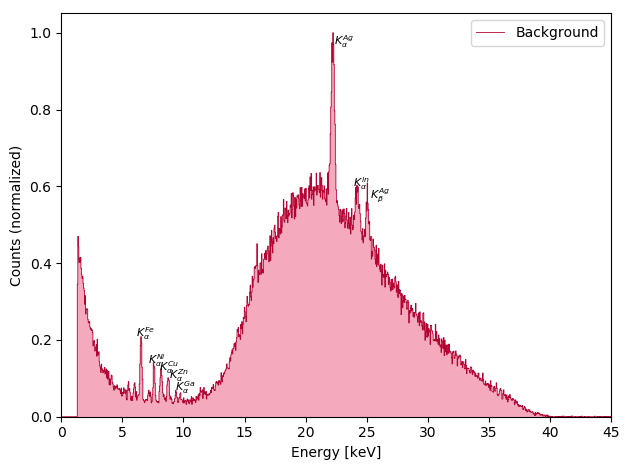 Background
1.0
0.8
0.6
0.4
0.2
0.0
Counts (normalized)
K_α^Ag
K_α^In
K_β^Ag
K_α^Fe
K_α^Ni
K_α^Cu
K_α^Zn
K_α^Ga
0 5 10 15 20 25 30 35 40 45
Energy [keV]